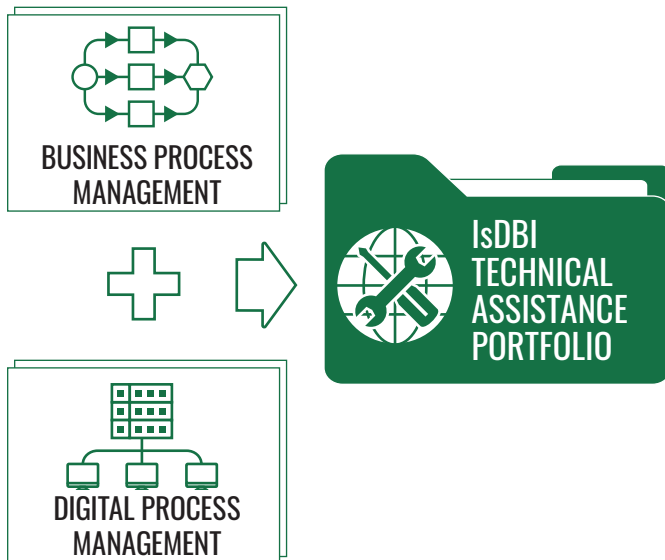 BUSINESS PROCESS
MANAGEMENT
IsDBI
TECHNICAL
ASSISTANCE
PORTFOLIO
DIGITAL PROCESS
MANAGEMENT